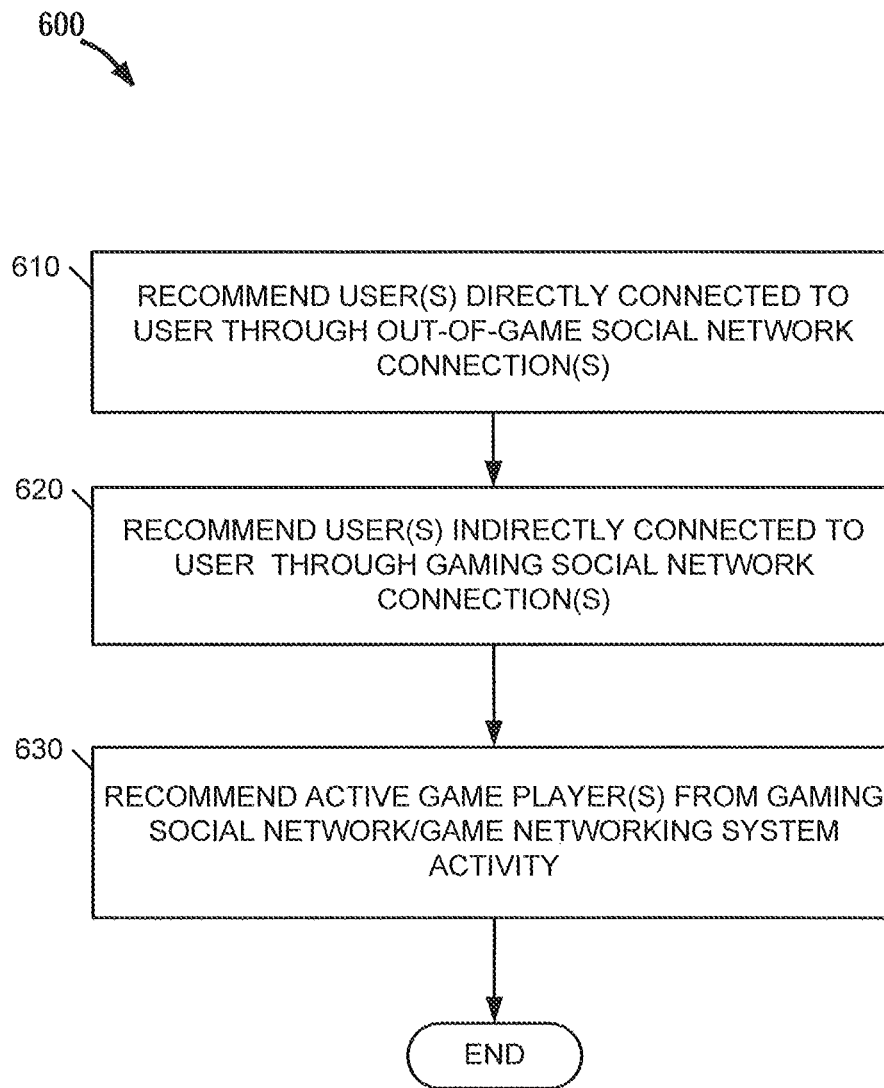 600
610
RECOMMEND USER(S) DIRECTLY CONNECTED TO
USER THROUGH OUT-OF-GAME SOCIAL NETWORK
CONNECTION(S)
620
RECOMMEND USER(S) INDIRECTLY CONNECTED TO
USER THROUGH GAMING SOCIAL NETWORK
CONNECTION(S)
630
RECOMMEND ACTIVE GAME PLAYER(S) FROM GAMING
SOCIAL NETWORK/GAME NETWORKING SYSTEM
ACTIVITY
END